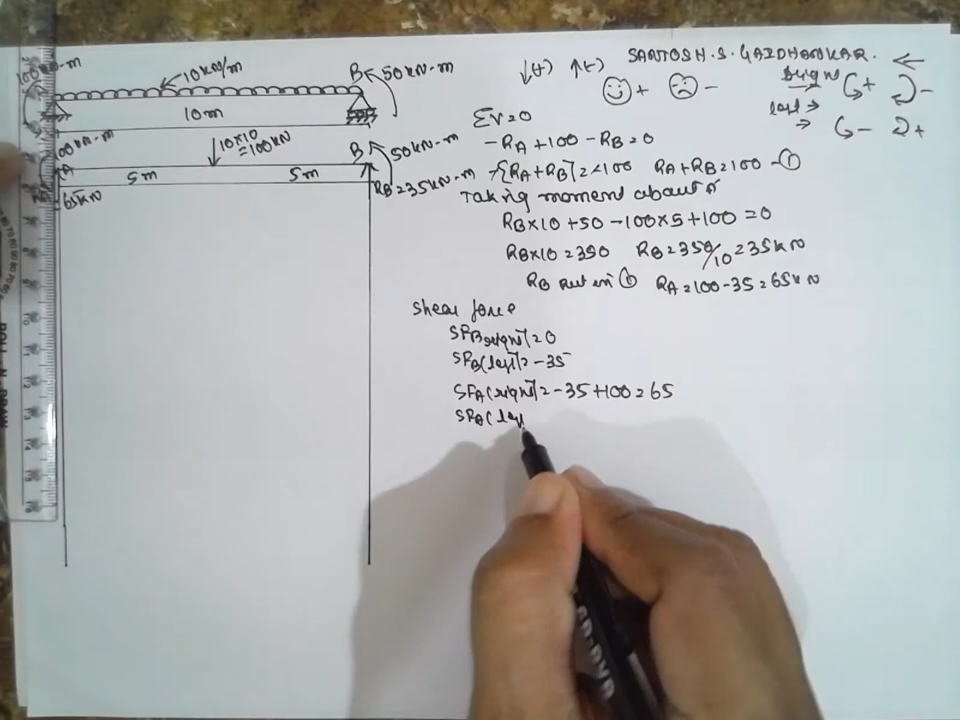 SANTOSH.S.GAIDHANKAR.
↓(+) ↑(-)
+ -
+ -
- +
100kN-m
10kN/m
B 50kN-m
10m
100kN-m
10×10
=100kN
B 50kN-m
A
5m 5m
65kN
RB=35kN-m
ΣV=0
-RA+100-RB=0
RA+RB=100 -①
Taking moment about A
RB×10+50-100×5+100=0
RB×10=350 RB=350/10=35kN
RB put in ① RA=100-35=65kN
Shear force
SFB(right)=0
SFB(left)=-35
SFA(right)=-35+100=65